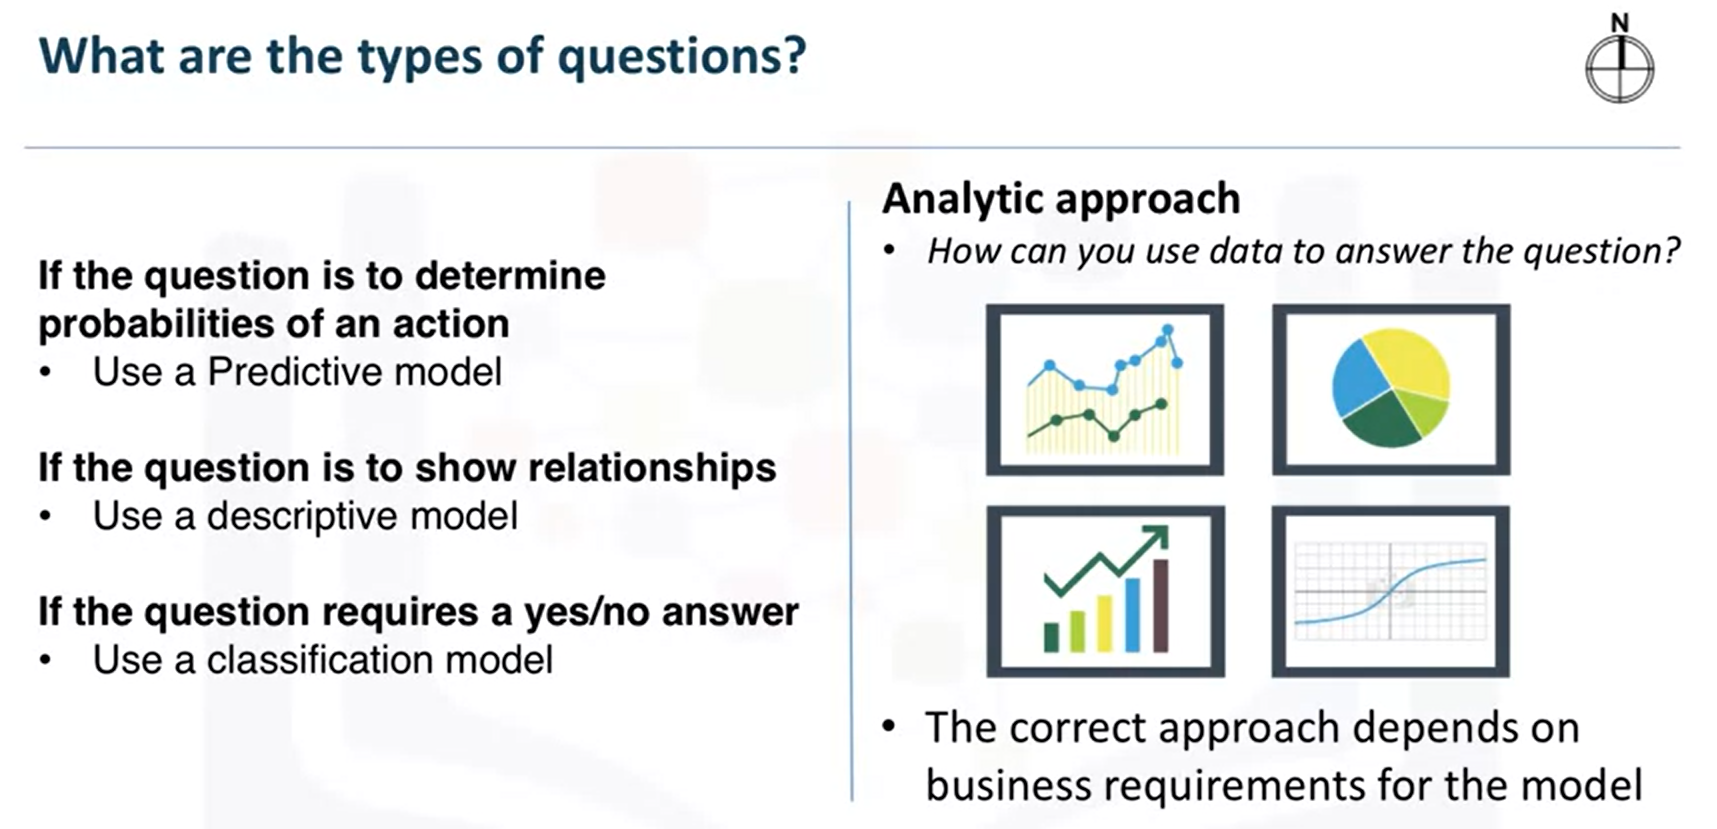 What are the types of questions?
N
If the question is to determine
probabilities of an action
• Use a Predictive model
If the question is to show relationships
• Use a descriptive model
If the question requires a yes/no answer
• Use a classification model
Analytic approach
• How can you use data to answer the question?
• The correct approach depends on
business requirements for the model